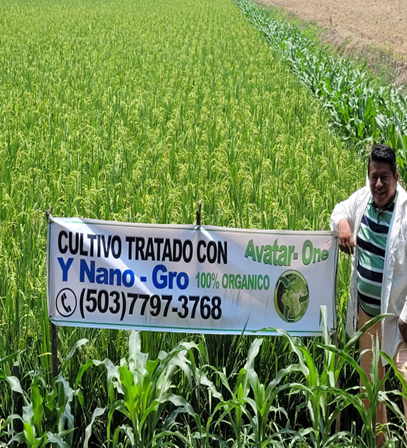 CULTIVO TRATADO CON Avatar-One
Y Nano - Gro 100% ORGANICO
(503)7797-3768